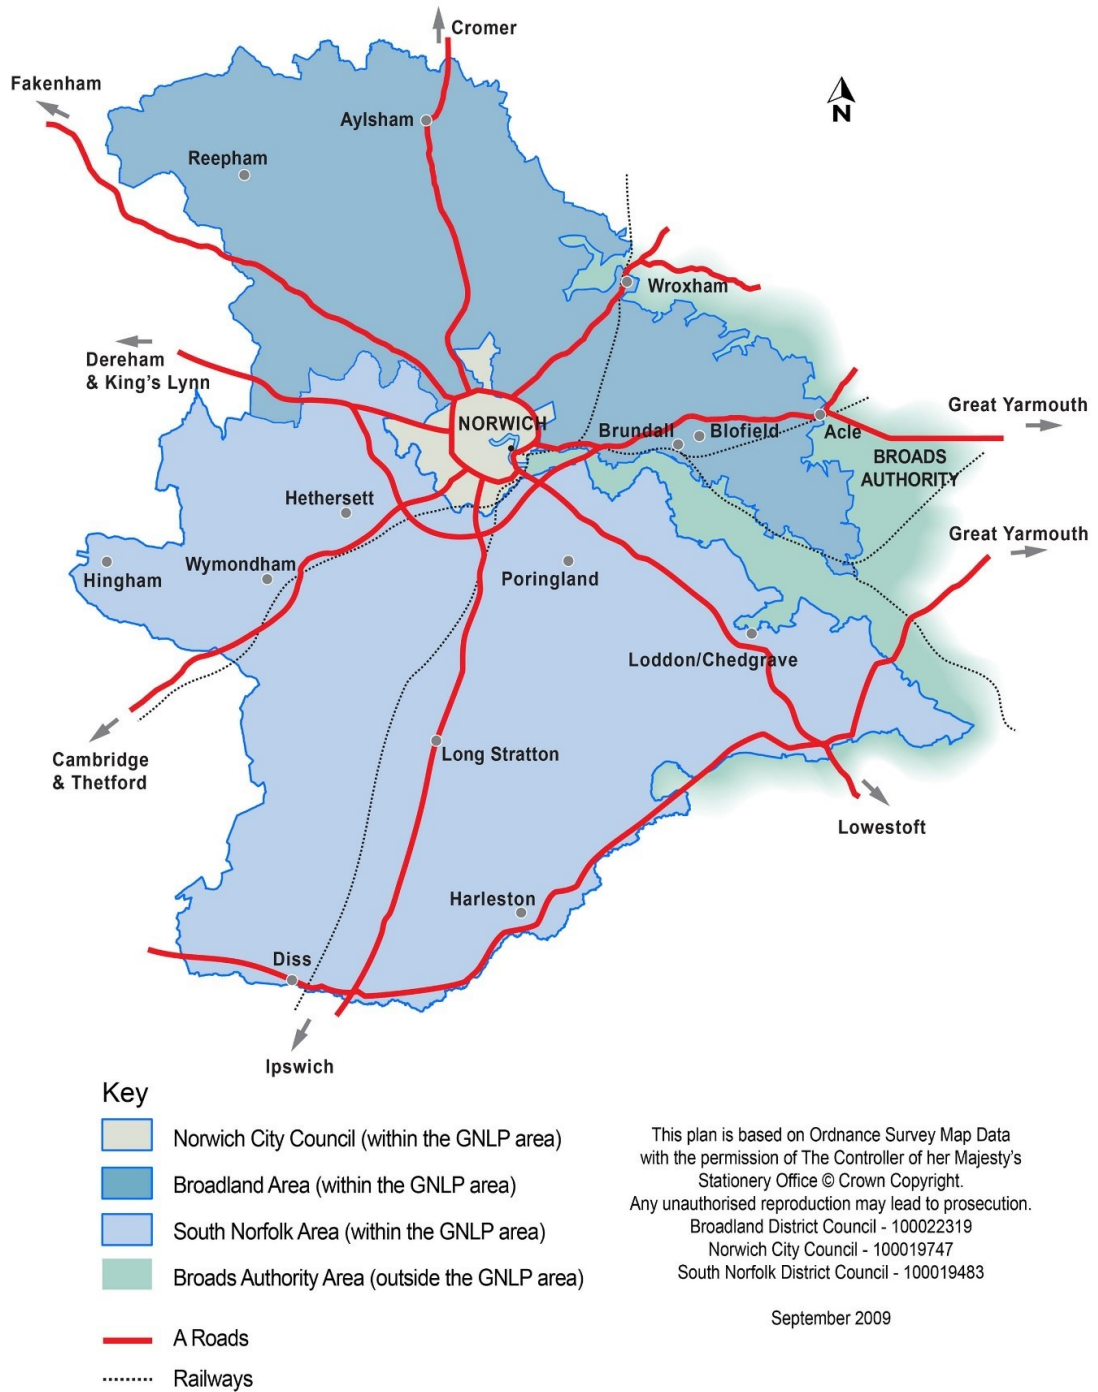 Cromer
Fakenham
N
Aylsham
Reepham
Wroxham
Dereham
& King's Lynn
NORWICH
Great Yarmouth
Brundall
Blofield
Acle
BROADS
AUTHORITY
Hethersett
Great Yarmouth
Wymondham
Hingham
Poringland
Loddon/Chedgrave
Cambridge
& Thetford
Long Stratton
Lowestoft
Harleston
Diss
Ipswich
Key
Norwich City Council (within the GNLP area)
Broadland Area (within the GNLP area)
South Norfolk Area (within the GNLP area)
Broads Authority Area (outside the GNLP area)
A Roads
Railways
This plan is based on Ordnance Survey Map Data
with the permission of The Controller of her Majesty's
Stationery Office © Crown Copyright.
Any unauthorised reproduction may lead to prosecution.
Broadland District Council - 100022319
Norwich City Council - 100019747
South Norfolk District Council - 100019483
September 2009